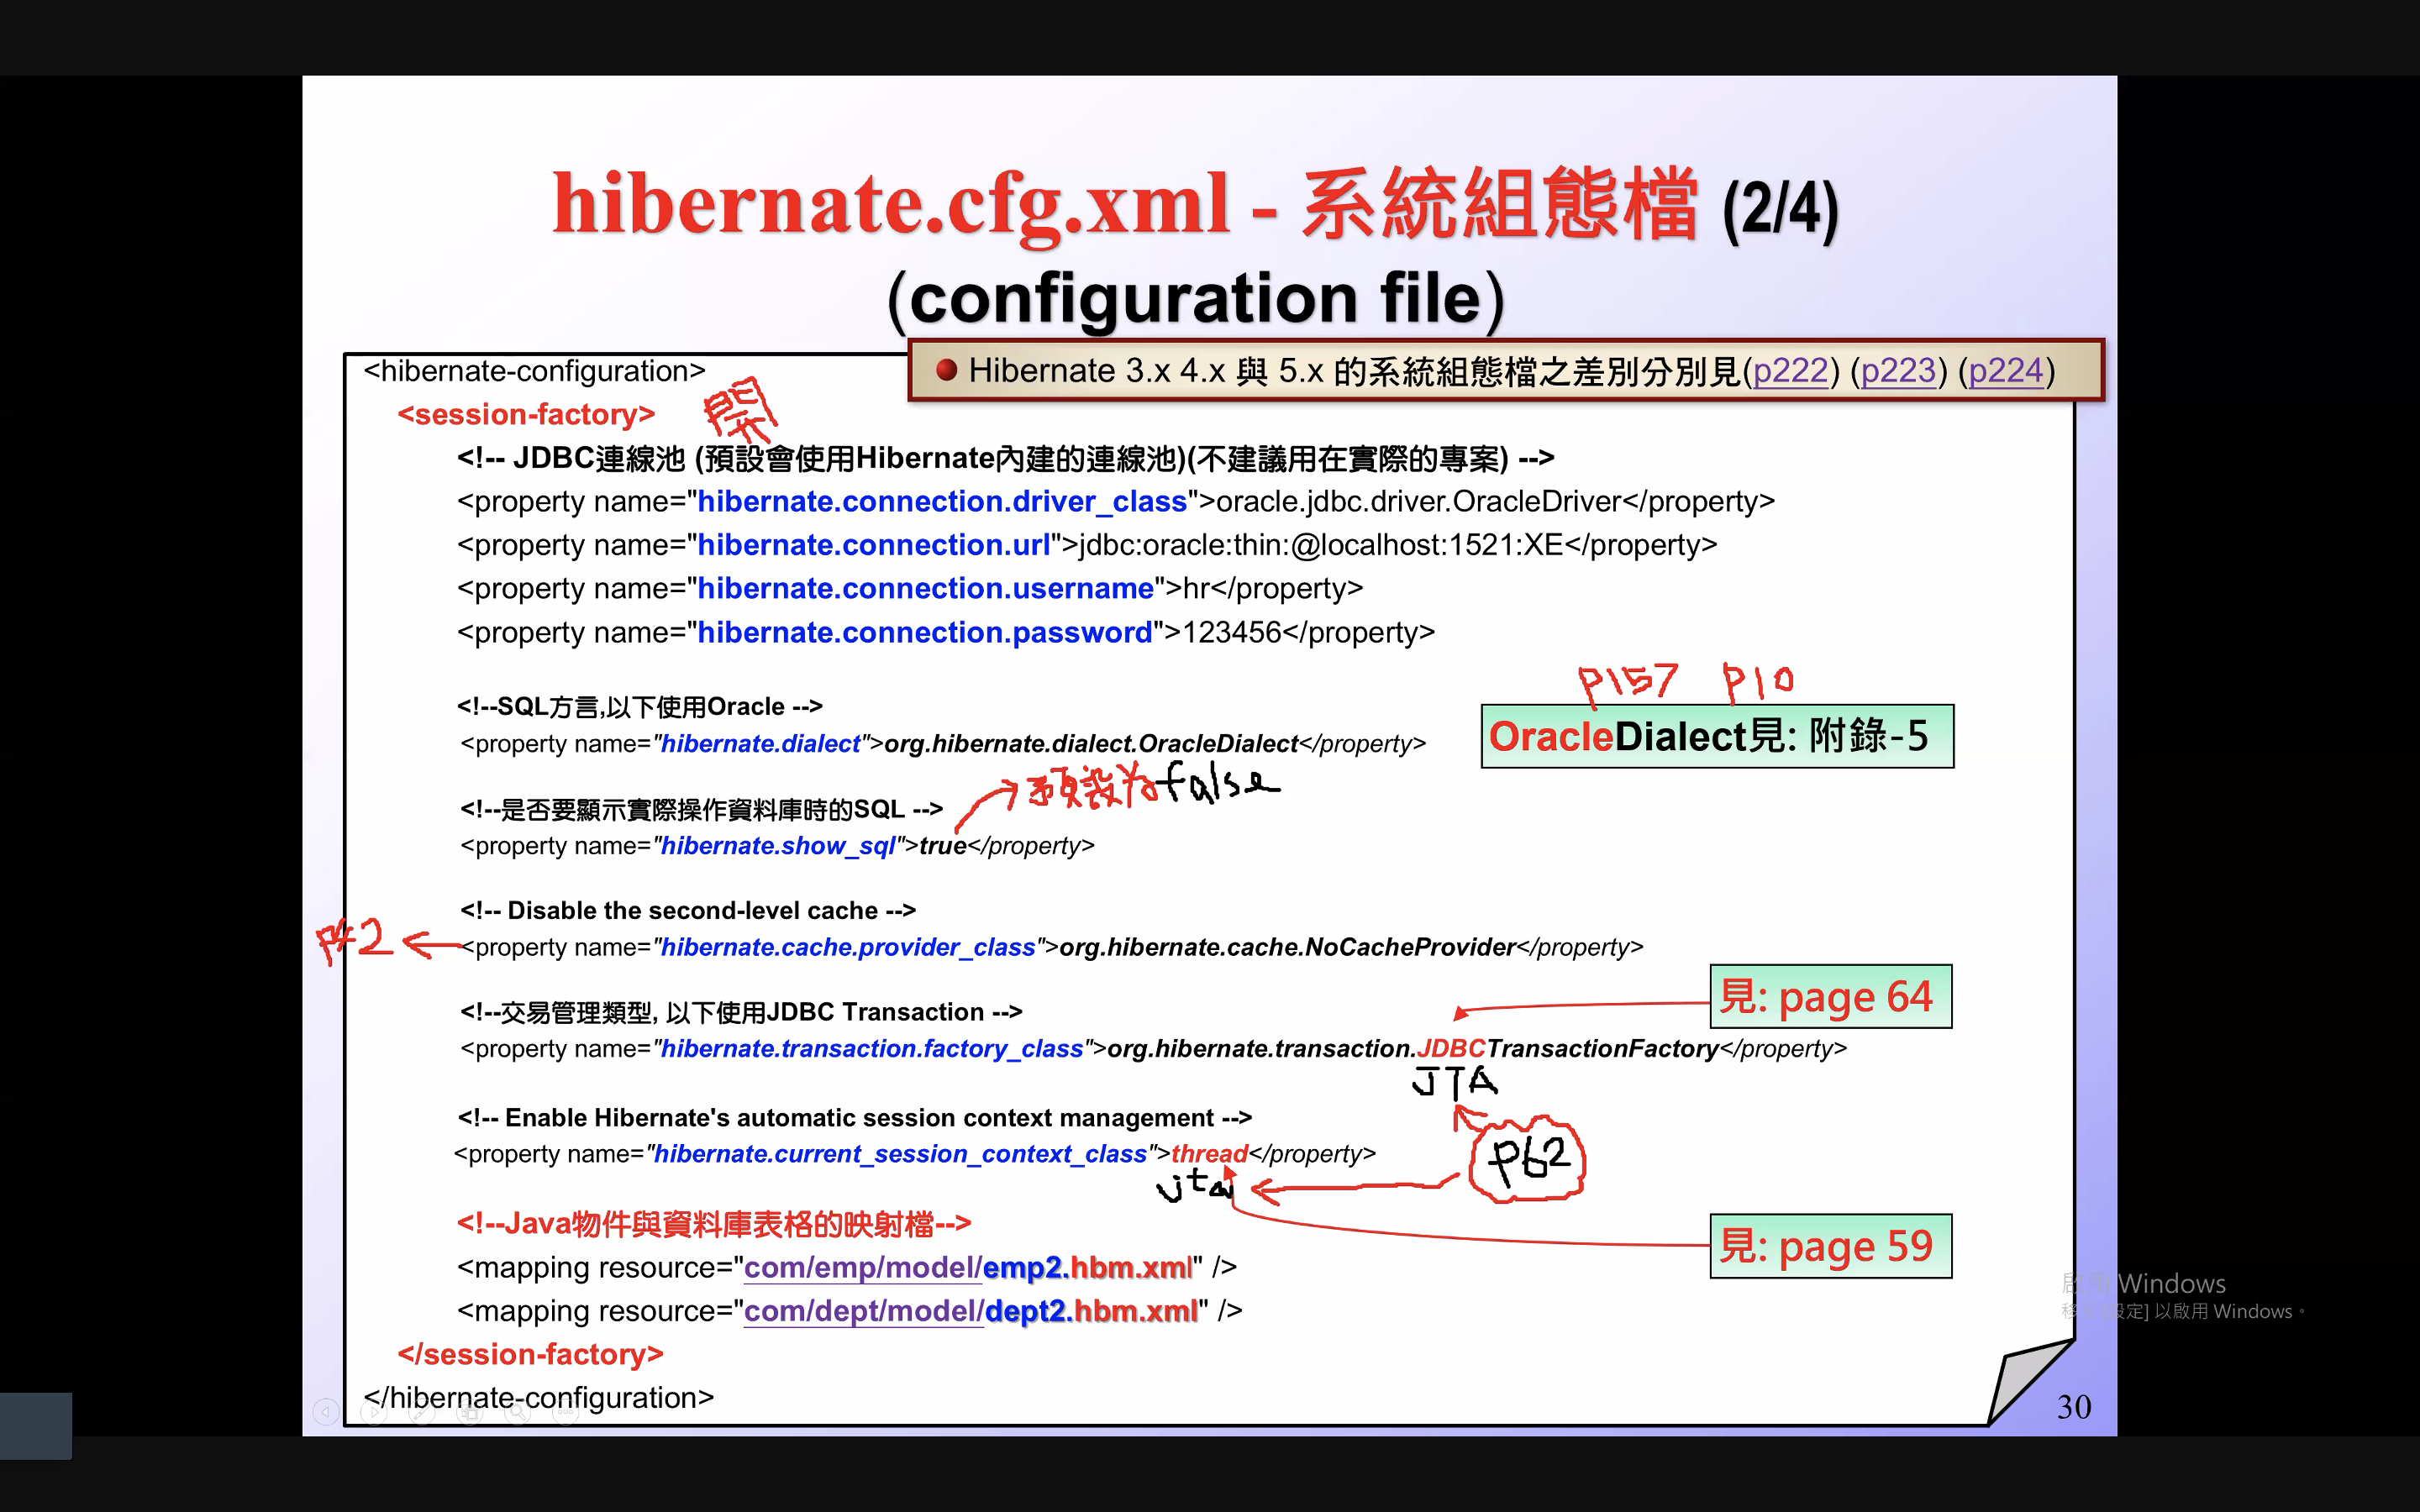 hibernate.cfg.xml - 系統組態檔 (2/4)
(configuration file)
Hibernate 3.x 4.x 與 5.x 的系統組態檔之差別分別見(p222) (p223) (p224)
<hibernate-configuration>
<session-factory>
開
<!-- JDBC連線池 (預設會使用Hibernate內建的連線池)(不建議用在實際的專案) -->
<property name="hibernate.connection.driver_class">oracle.jdbc.driver.OracleDriver</property>
<property name="hibernate.connection.url">jdbc:oracle:thin:@localhost:1521:XE</property>
<property name="hibernate.connection.username">hr</property>
<property name="hibernate.connection.password">123456</property>
p157 p10
<!--SQL方言,以下使用Oracle -->
OracleDialect見: 附錄-5
<property name="hibernate.dialect">org.hibernate.dialect.OracleDialect</property>
預設為false
<!--是否要顯示實際操作資料庫時的SQL -->
<property name="hibernate.show_sql">true</property>
<!-- Disable the second-level cache -->
P42
<property name="hibernate.cache.provider_class">org.hibernate.cache.NoCacheProvider</property>
見: page 64
<!--交易管理類型, 以下使用JDBC Transaction -->
<property name="hibernate.transaction.factory_class">org.hibernate.transaction.JDBCTransactionFactory</property>
JTA
<!-- Enable Hibernate's automatic session context management -->
<property name="hibernate.current_session_context_class">thread</property>
P62
jta
<!--Java物件與資料庫表格的映射檔-->
見: page 59
<mapping resource="com/emp/model/emp2.hbm.xml" />
<mapping resource="com/dept/model/dept2.hbm.xml" />
</session-factory>
</hibernate-configuration>
啟用 Windows
移至 [設定] 以啟用 Windows。
30